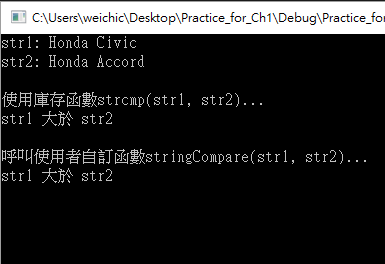 C:\Users\weichic\Desktop\Practice_for_Ch1\Debug\Practice_for
str1: Honda Civic
str2: Honda Accord
使用庫存函數strcmp(str1, str2)...
str1 大於 str2
呼叫使用者自訂函數stringCompare(str1, str2)...
str1 大於 str2